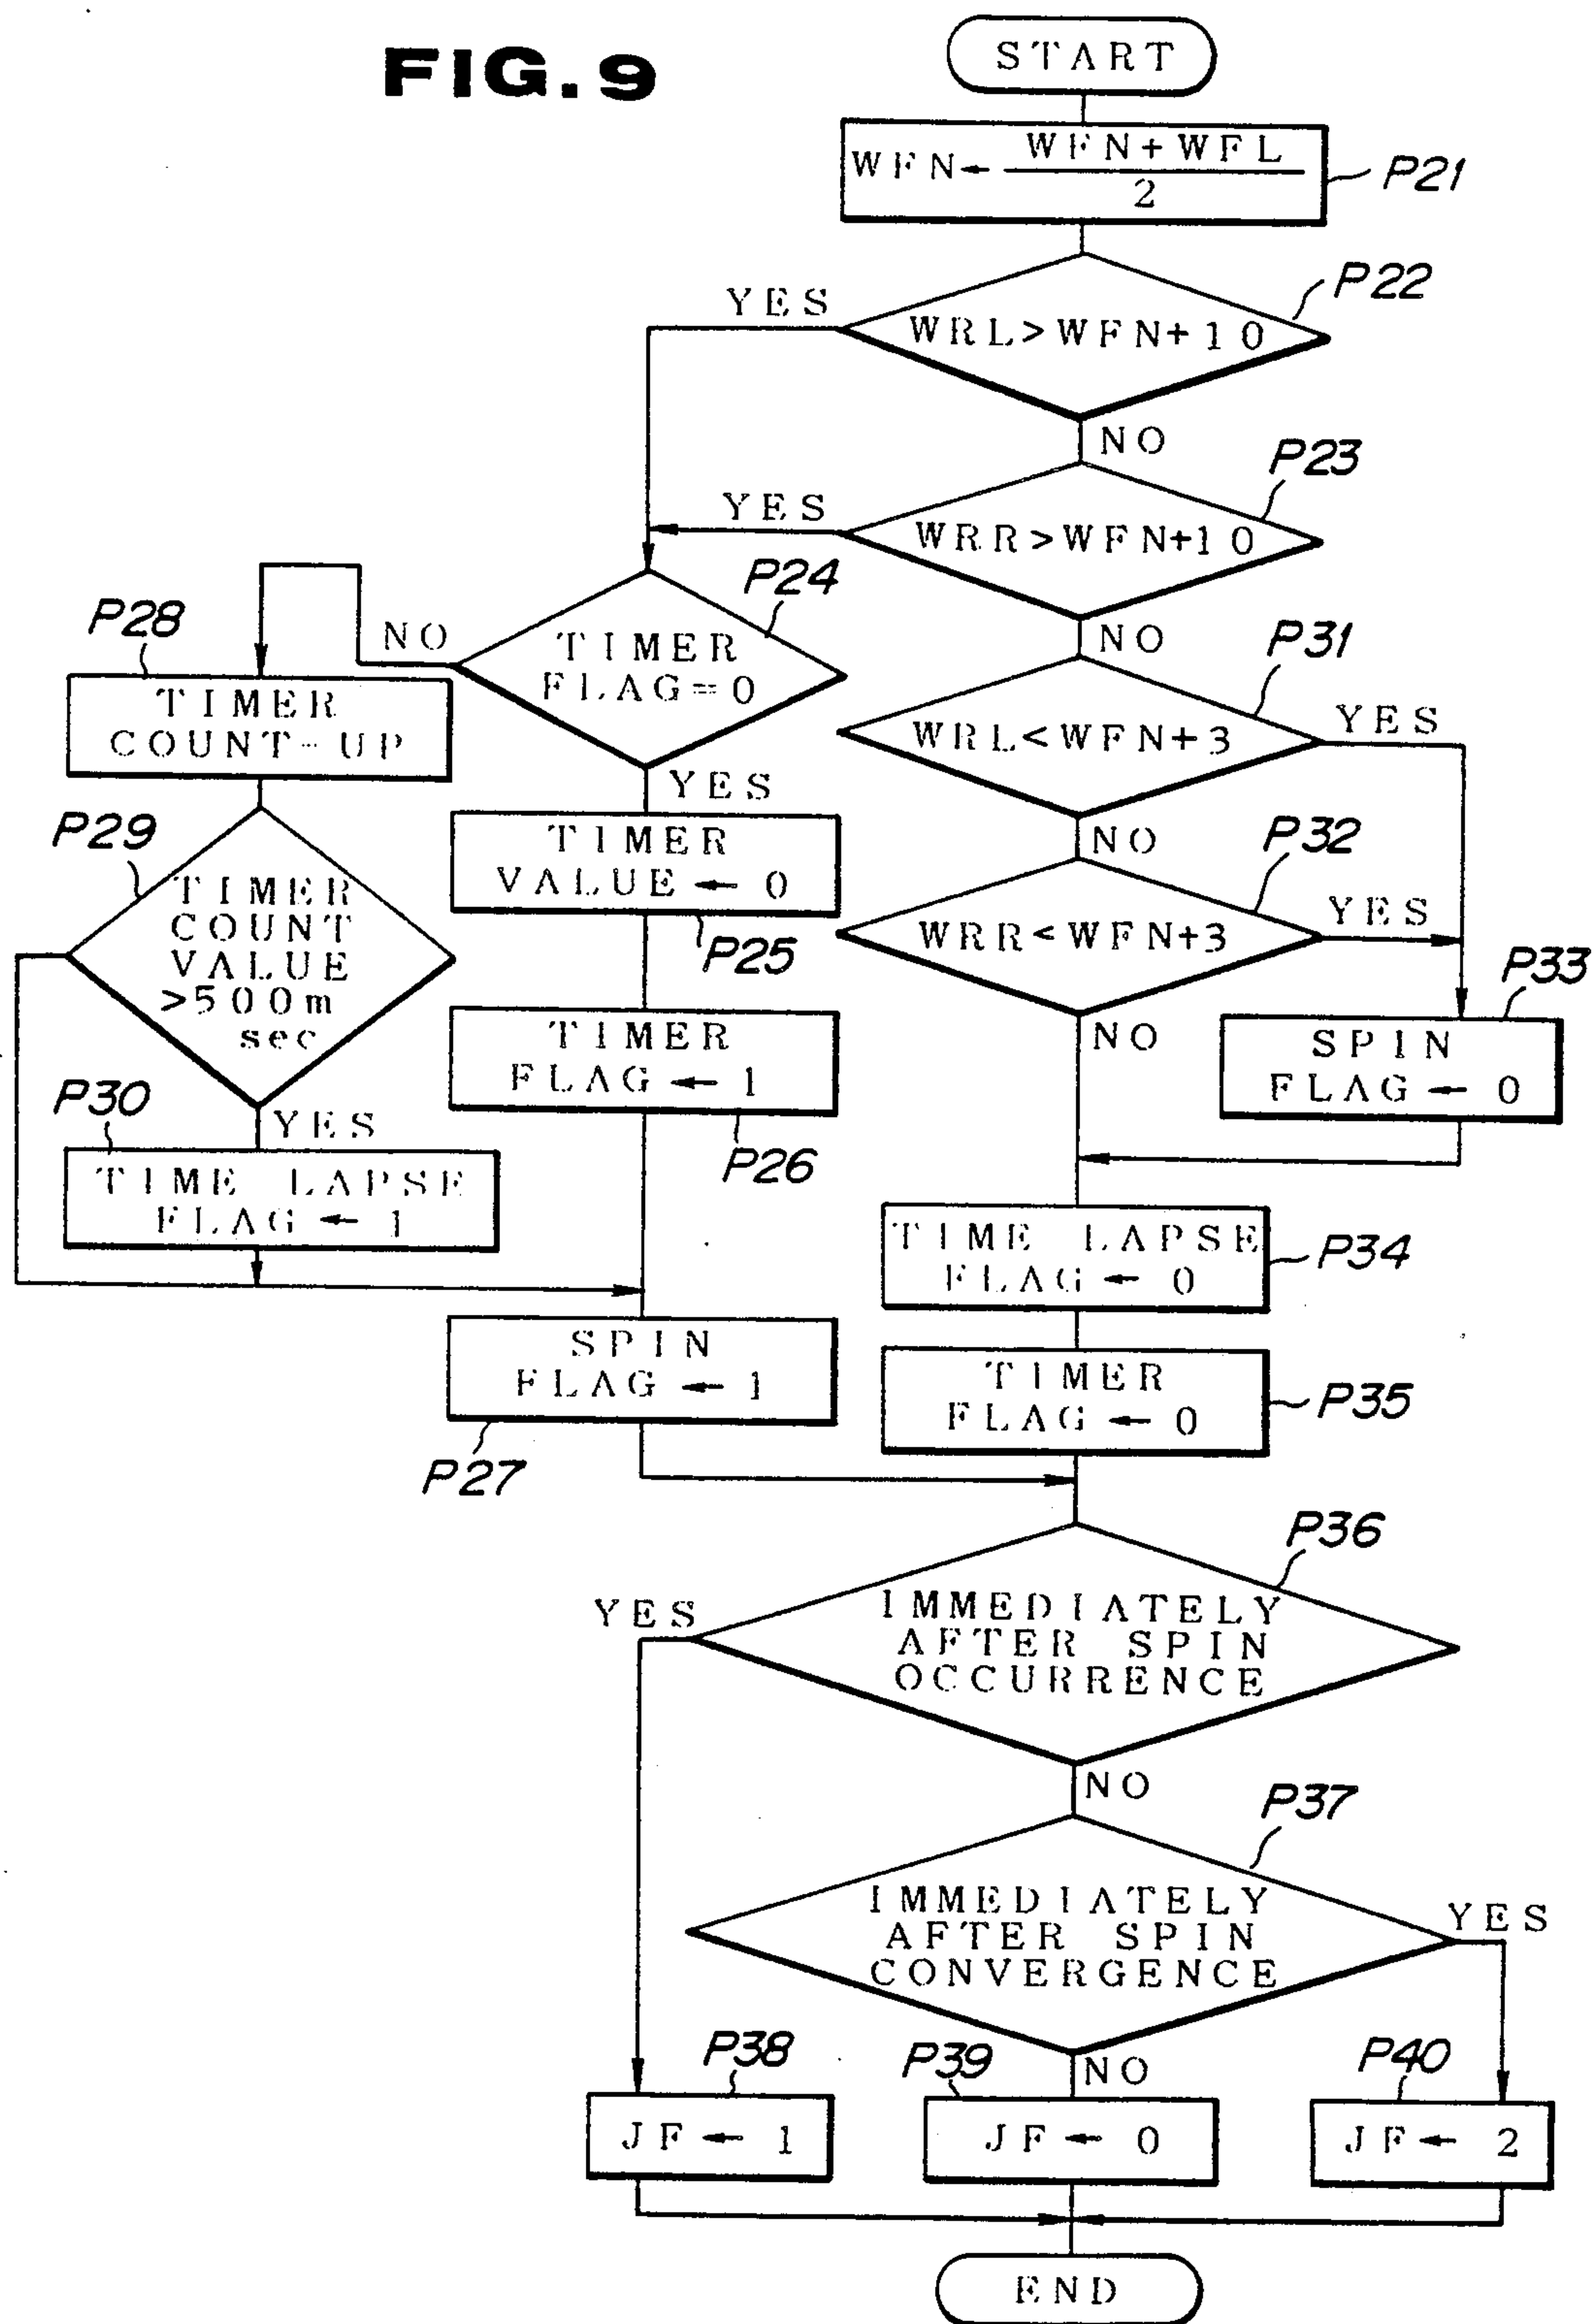 FIG. 9
START
WFN← WFN+WFL
2
P21
P22
YES
WRL>WFN+10
NO
P23
YES
WRR>WFN+10
P24
NO
P28
NO
TIMER
FLAG=0
P31
TIMER
COUNT-UP
WRL<WFN+3
YES
YES
P29
TIMER
VALUE ← 0
NO
P32
TIMER
COUNT
VALUE
>500m
sec
P25
WRR<WFN+3
YES
P33
TIMER
FLAG ← 1
NO
SPIN
FLAG ← 0
P30
YES
P26
TIME LAPSE
FLAG ← 1
TIME LAPSE
FLAG ← 0
P34
SPIN
FLAG ← 1
TIMER
FLAG ← 0
P35
P27
P36
YES
IMMEDIATELY
AFTER SPIN
OCCURRENCE
NO
P37
IMMEDIATELY
AFTER SPIN
CONVERGENCE
YES
P38
P39
NO
P40
JF ← 1
JF ← 0
JF ← 2
END